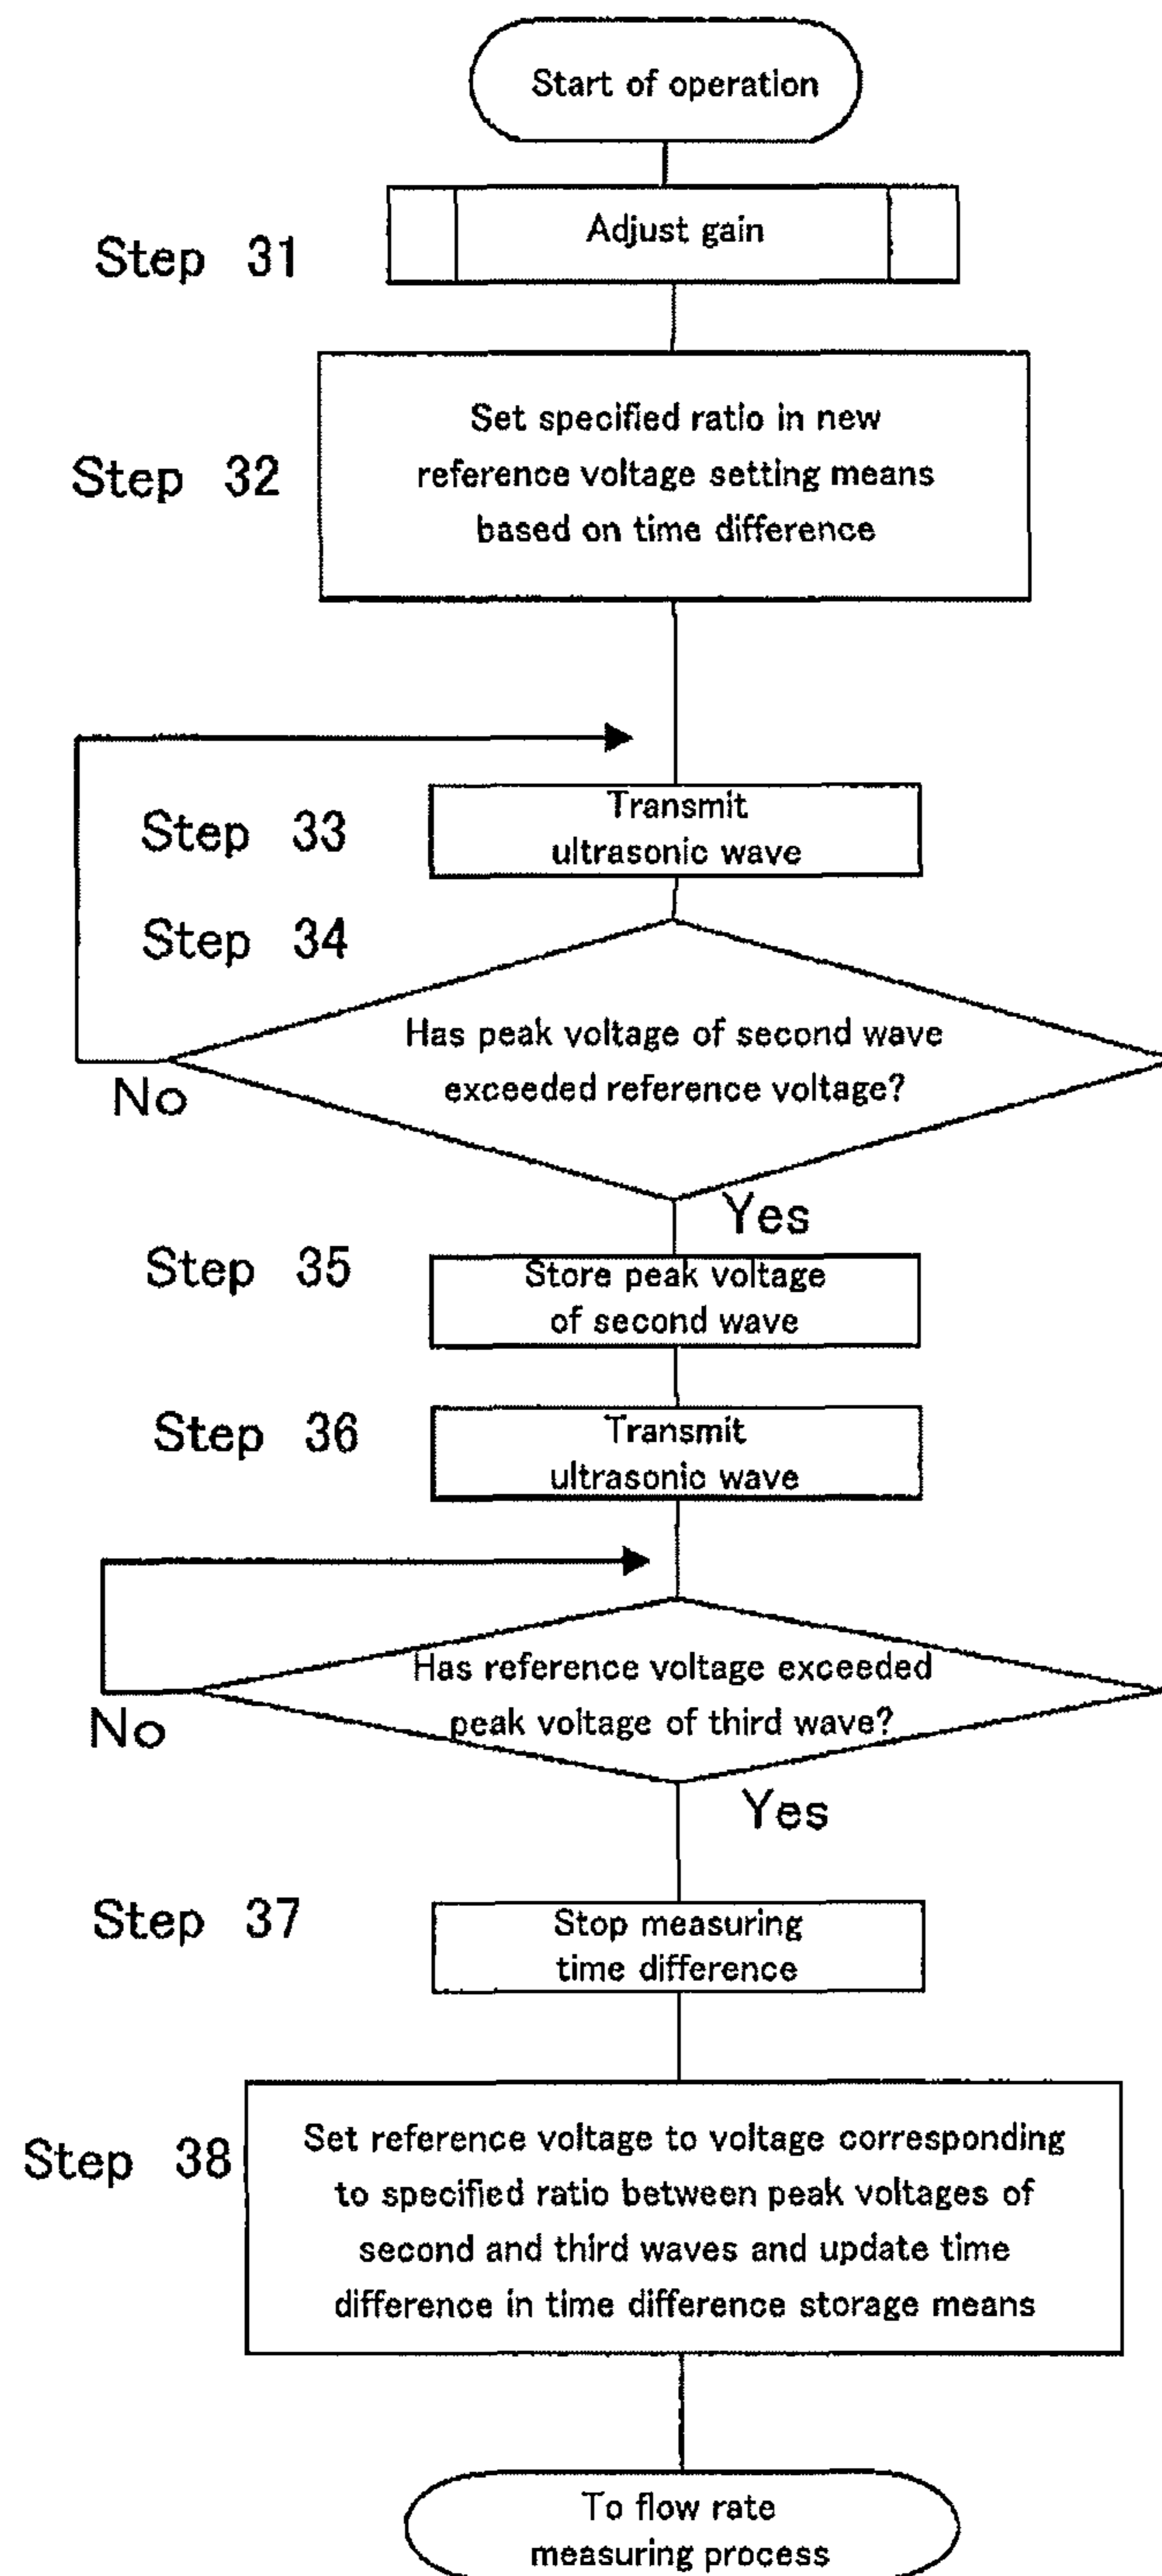 Start of operation
Adjust gain
Step 31
Set specified ratio in new
reference voltage setting means
based on time difference
Step 32
Transmit
ultrasonic wave
Step 33
Step 34
Has peak voltage of second wave
exceeded reference voltage?
No
Yes
Step 35
Store peak voltage
of second wave
Step 36
Transmit
ultrasonic wave
Has reference voltage exceeded
peak voltage of third wave?
No
Yes
Step 37
Stop measuring
time difference
Step 38
Set reference voltage to voltage corresponding
to specified ratio between peak voltages of
second and third waves and update time
difference in time difference storage means
To flow rate
measuring process